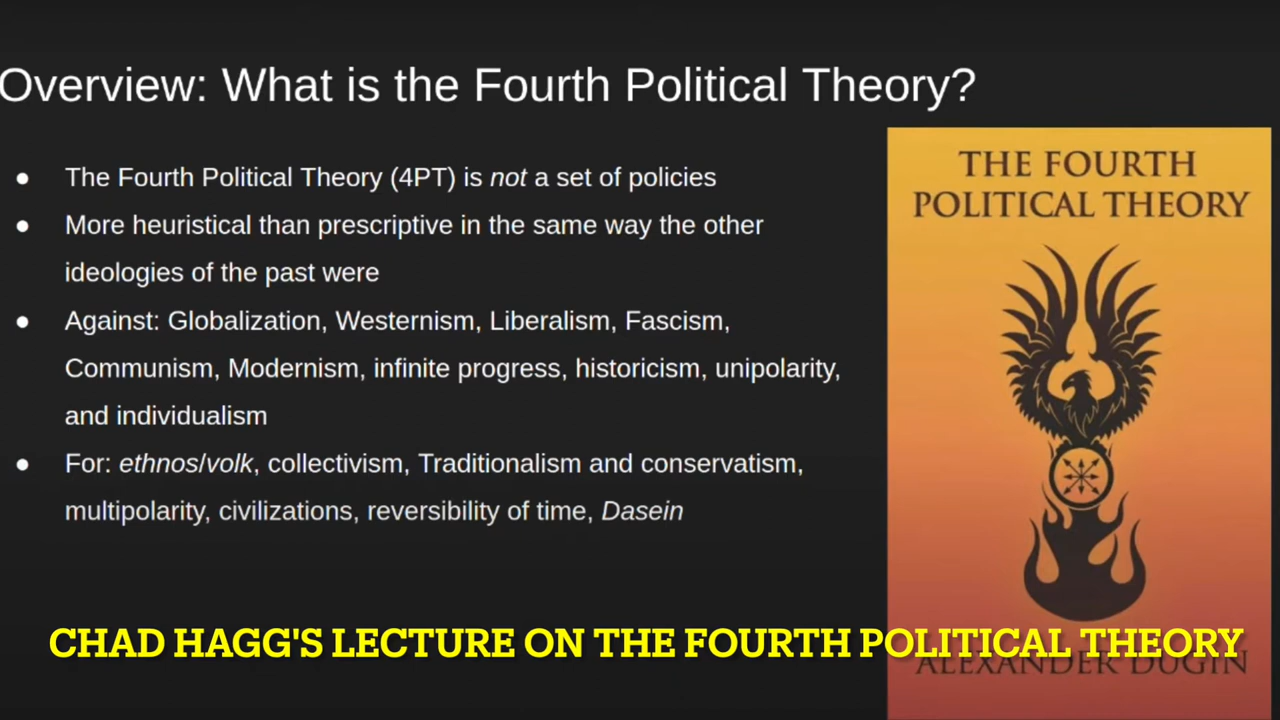 Overview: What is the Fourth Political Theory?
● The Fourth Political Theory (4PT) is not a set of policies
● More heuristical than prescriptive in the same way the other
ideologies of the past were
● Against: Globalization, Westernism, Liberalism, Fascism,
Communism, Modernism, infinite progress, historicism, unipolarity,
and individualism
● For: ethnos/volk, collectivism, Traditionalism and conservatism,
multipolarity, civilizations, reversibility of time, Dasein
THE FOURTH
POLITICAL THEORY
CHAD HAGG'S LECTURE ON THE FOURTH POLITICAL THEORY
ALEXANDER DUGIN